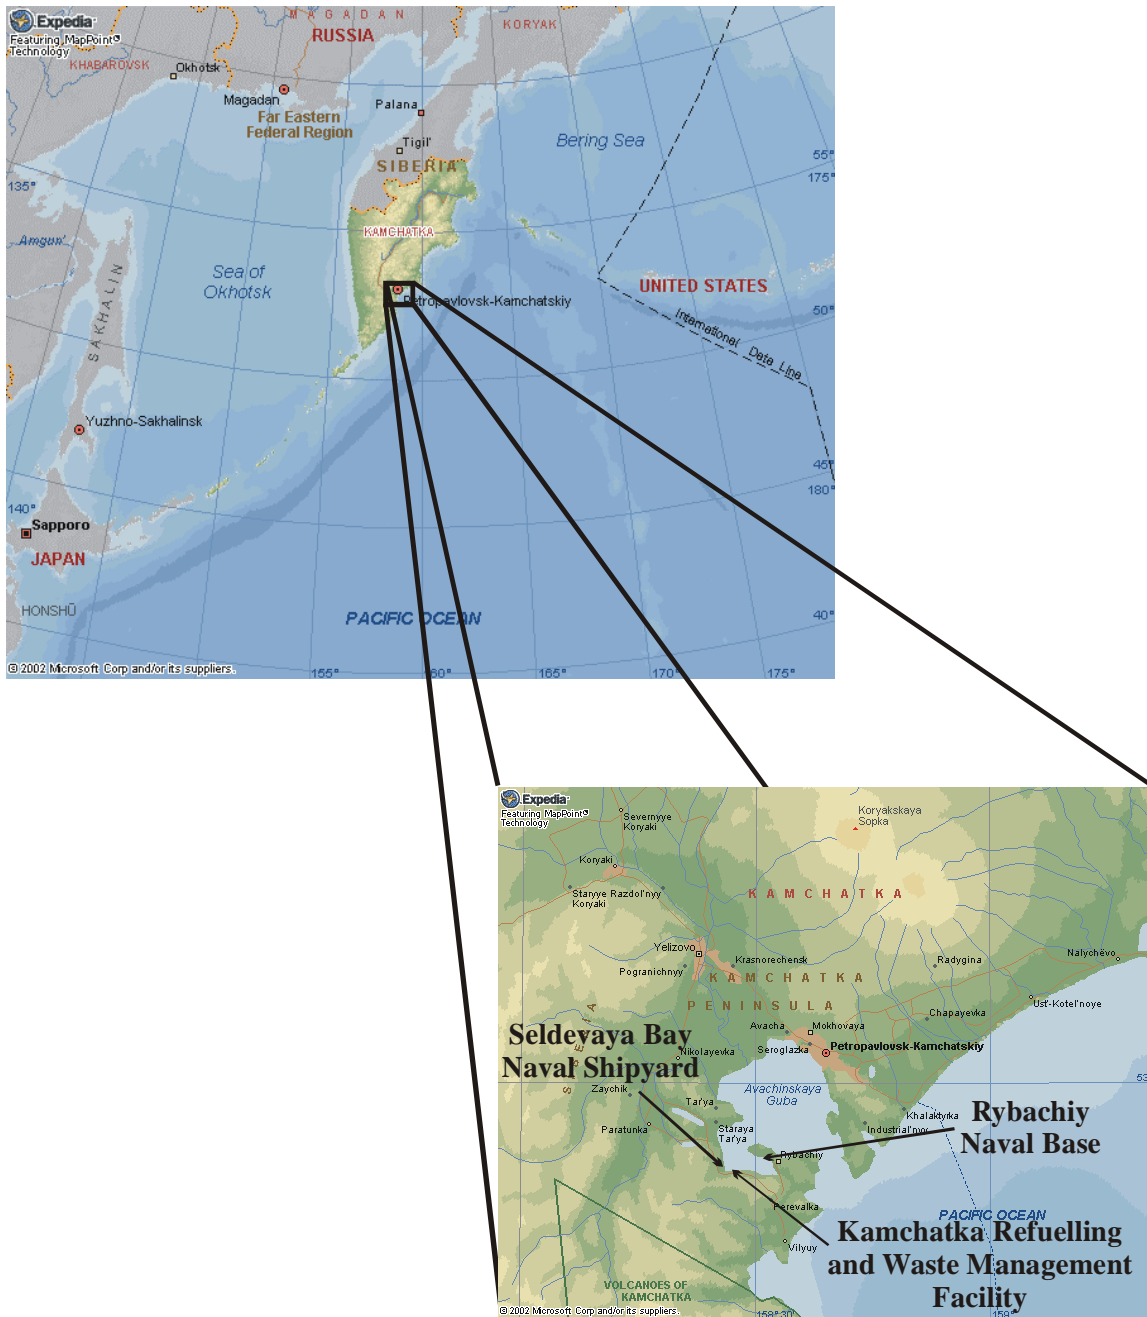 Expedia
Featuring MapPoint
Technology
MAGADAN
RUSSIA
KORYAK
KHABAROVSK
Okhotsk
Magadan
Far Eastern
Federal Region
Palana
Tigil'
SIBERIA
Bering Sea
55°
175°
135°
KAMCHATKA
Amgun'
Sea of
Okhotsk
SAKHALIN
Petropavlovsk-Kamchatskiy
UNITED STATES
50°
International Data Line
Yuzhno-Sakhalinsk
45°
180°
140°
Sapporo
JAPAN
HONSHŪ
PACIFIC OCEAN
40°
© 2002 Microsoft Corp and/or its suppliers.
155°
160°
165°
170°
175°
Expedia
Featuring MapPoint
Technology
Severnyye
Koryaki
Koryakskaya
Sopka
Koryaki
Staryye
Koryaki
Razdol'nyy
KAMCHATKA
Yelizovo
Krasnorechensk
Pogranichnyy
Radygina
Nalychëvo
KAMCHATKA
PENINSULA
Ust'-Kotel'noye
Chapayevka
Avacha
Mokhovaya
Seldevaya Bay
Naval Shipyard
SIBERIA
Nikolayevka
Seroglazka
Petropavlovsk-Kamchatskiy
Zaychik
Avachinskaya
Guba
53
Tar'ya
Khalaktyrka
Paratunka
Staraya
Tar'ya
Industrial'nyy
Rybachiy
Naval Base
Rybachiy
Perevalka
PACIFIC OCEAN
Vilyuy
Kamchatka Refuelling
and Waste Management
Facility
VOLCANOES OF
KAMCHATKA
© 2002 Microsoft Corp and/or its suppliers.
158°30'
159°